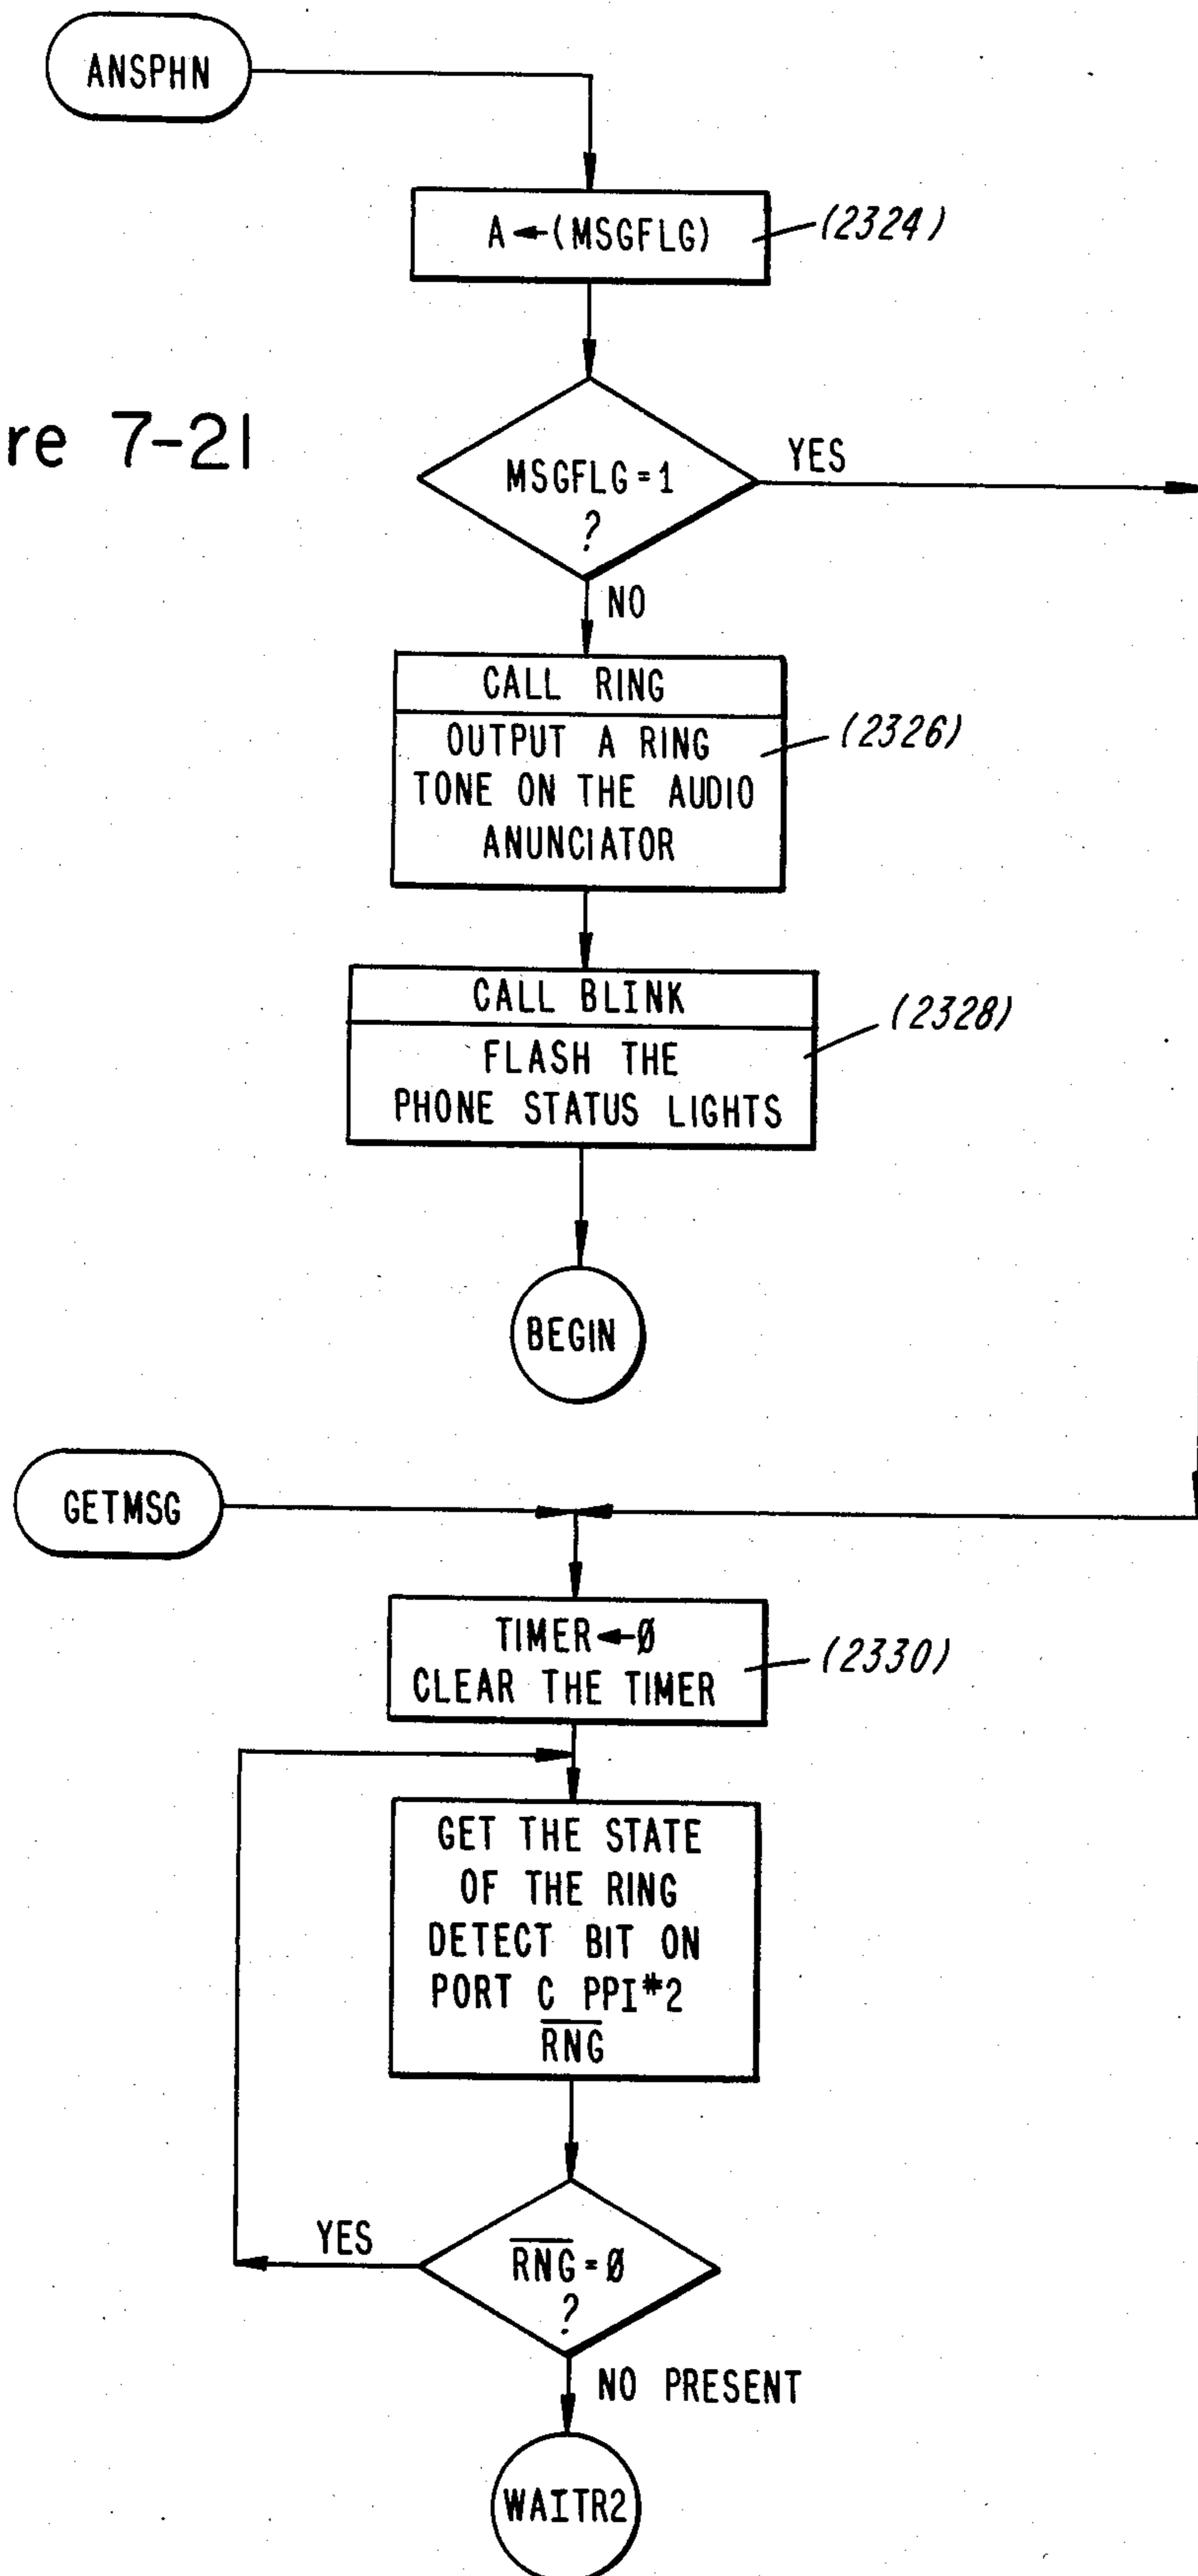 ANSPHN
A←(MSGFLG)
(2324)
re 7-21
MSGFLG=1
?
YES
NO
CALL RING
OUTPUT A RING
TONE ON THE AUDIO
ANUNCIATOR
(2326)
CALL BLINK
FLASH THE
PHONE STATUS LIGHTS
(2328)
BEGIN
GETMSG
TIMER←Ø
CLEAR THE TIMER
(2330)
GET THE STATE
OF THE RING
DETECT BIT ON
PORT C PPI#2
R̅N̅G̅
R̅N̅G̅=Ø
?
YES
NO PRESENT
WAITR2